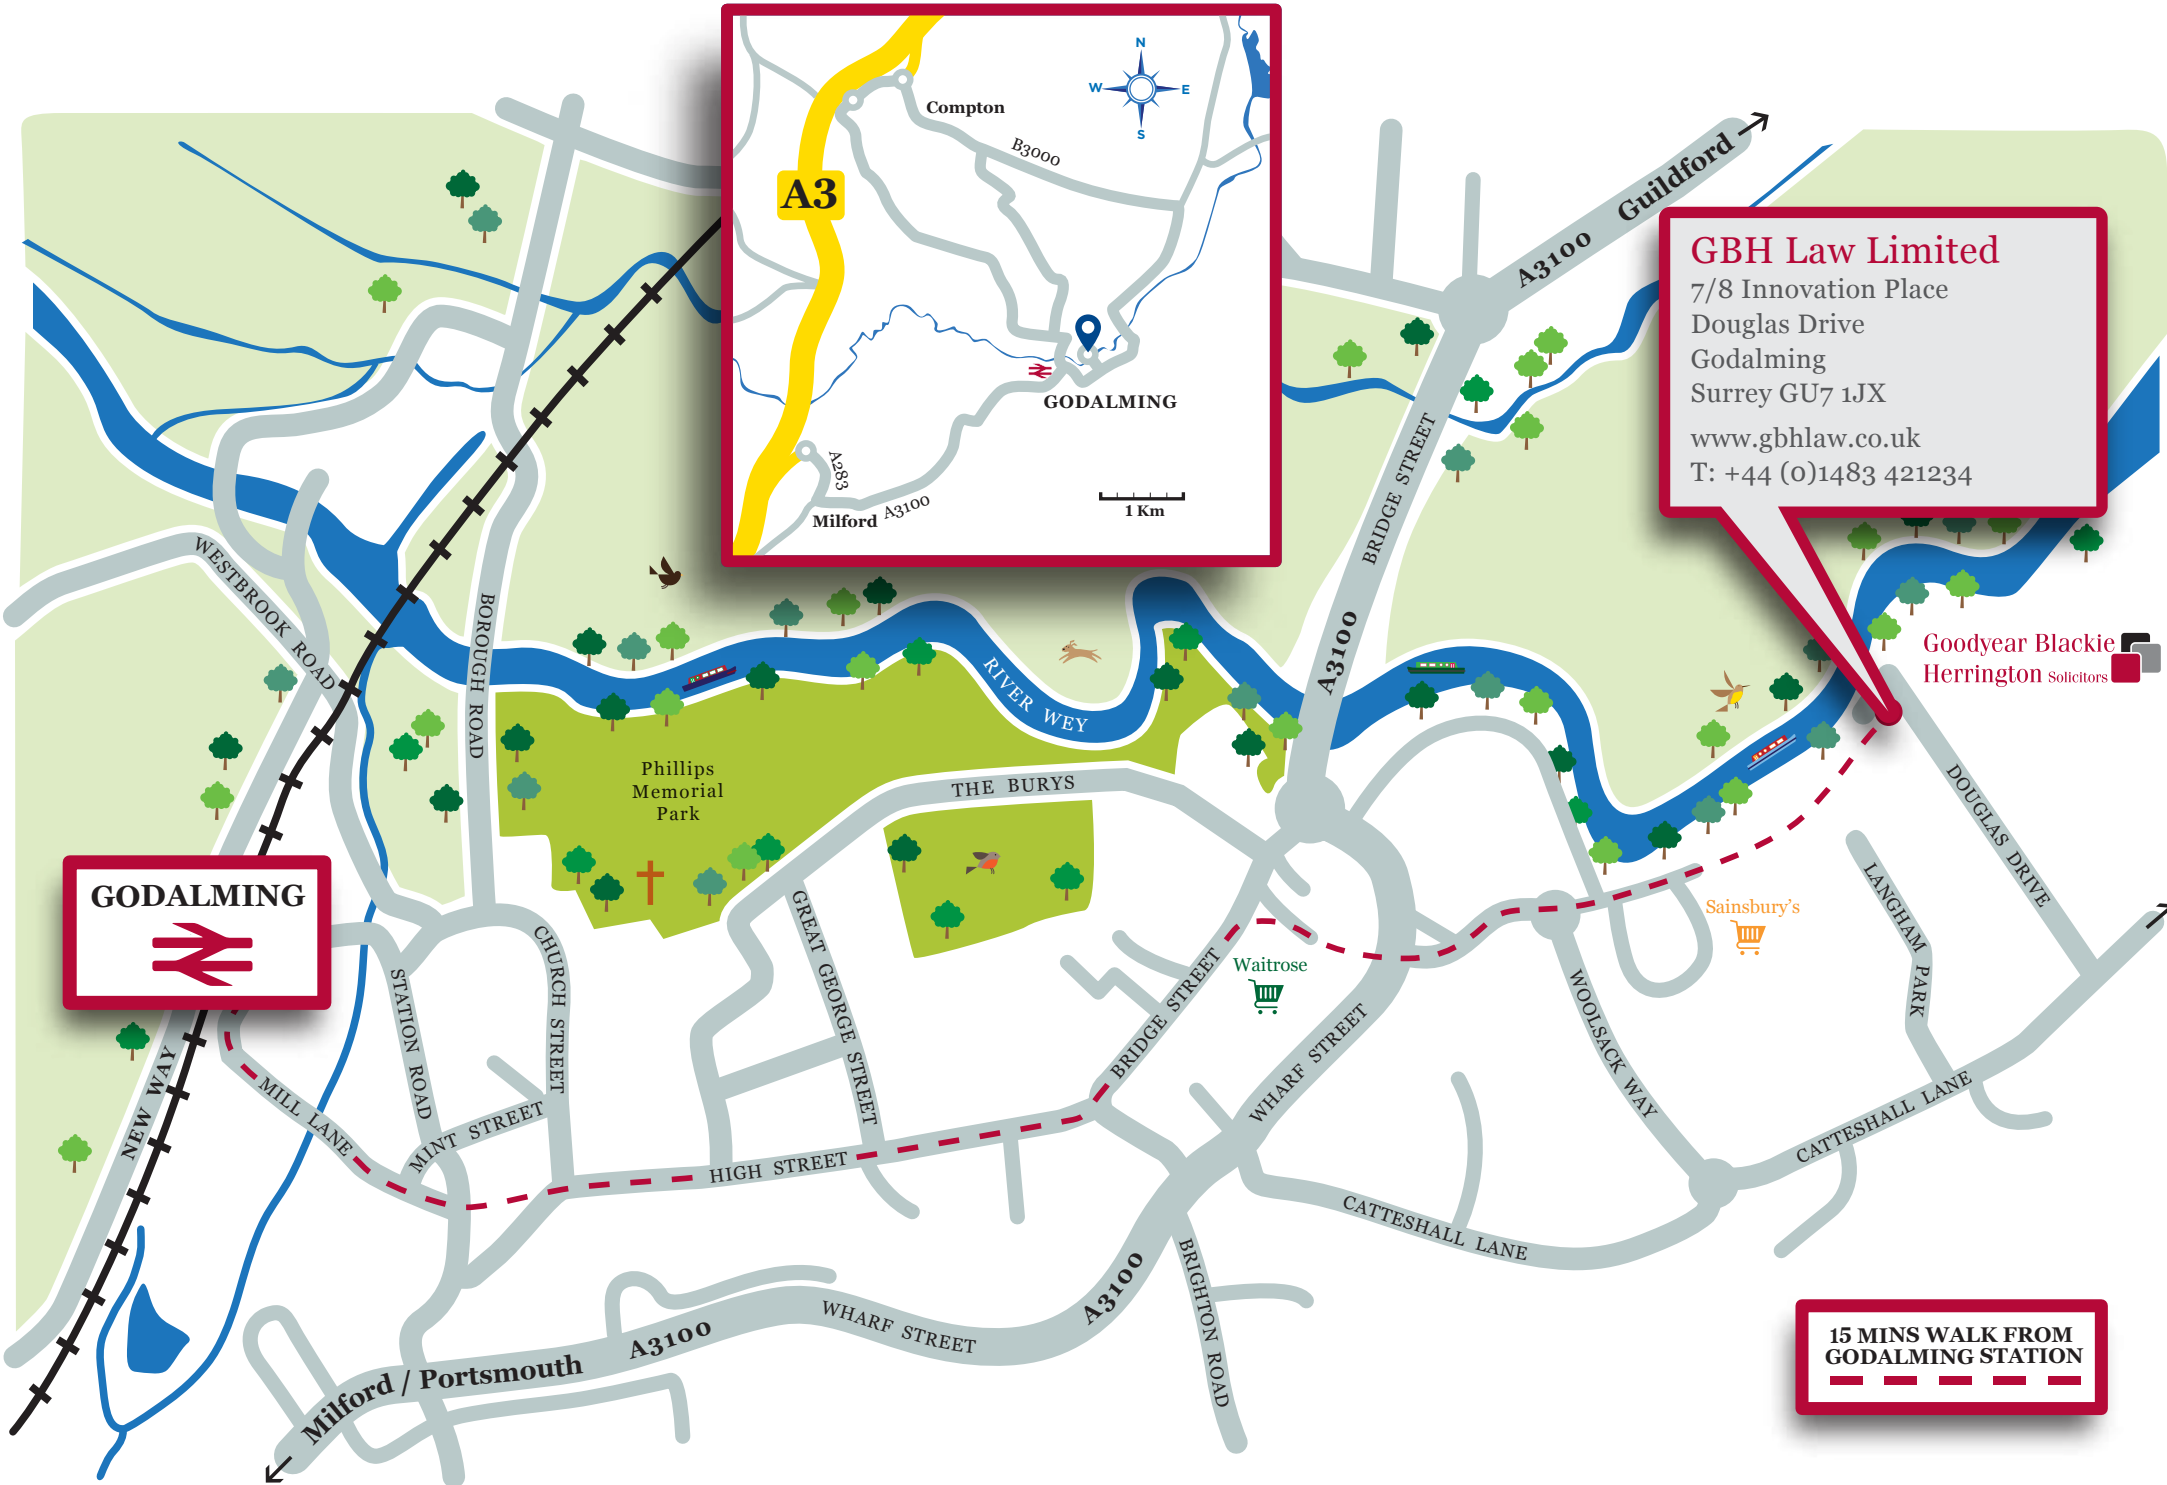 N
W
E
S
Compton
B3000
A3
GODALMING
A283
Milford
A3100
1 Km
Guildford
A3100
GBH Law Limited
7/8 Innovation Place
Douglas Drive
Godalming
Surrey GU7 1JX
www.gbhlaw.co.uk
T: +44 (0)1483 421234
Goodyear Blackie
Herrington Solicitors
BRIDGE STREET
A3100
WESTBROOK ROAD
BOROUGH ROAD
RIVER WEY
Phillips
Memorial
Park
THE BURYS
DOUGLAS DRIVE
LANGHAM PARK
GODALMING
Sainsbury's
Waitrose
GREAT GEORGE STREET
CHURCH STREET
STATION ROAD
BRIDGE STREET
WHARF STREET
WOOLSACK WAY
NEW WAY
MILL LANE
MINT STREET
HIGH STREET
CATTESHALL LANE
CATTESHALL LANE
BRIGHTON ROAD
A3100
WHARF STREET
A3100
Milford / Portsmouth
15 MINS WALK FROM
GODALMING STATION